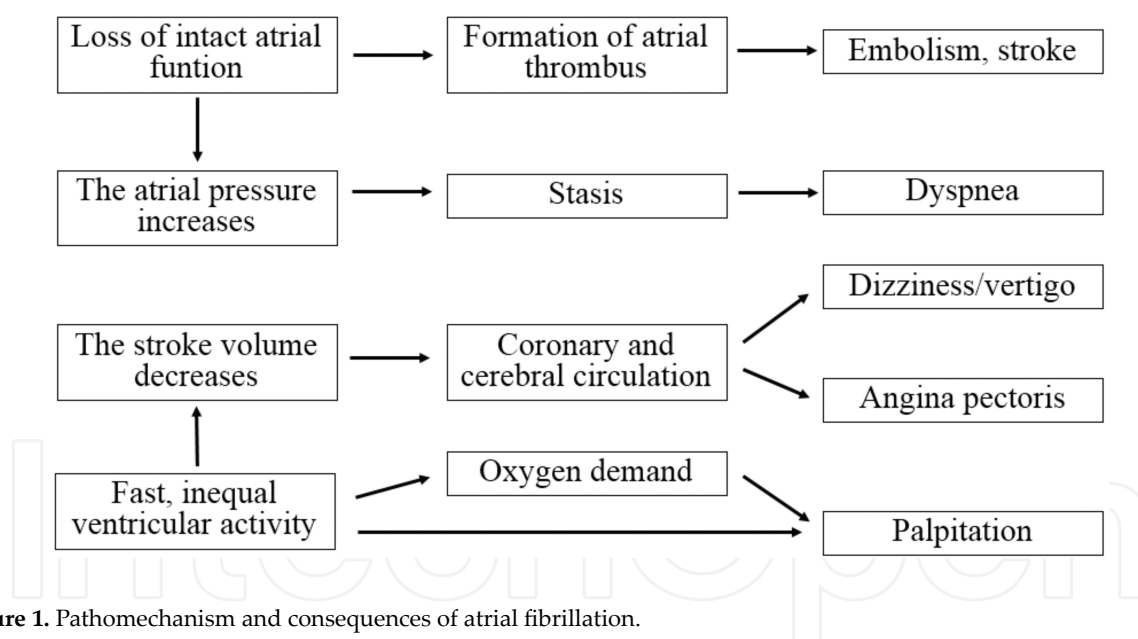 Loss of intact atrial
funtion
Formation of atrial
thrombus
Embolism, stroke
The atrial pressure
increases
Stasis
Dyspnea
Dizziness/vertigo
The stroke volume
decreases
Coronary and
cerebral circulation
Angina pectoris
Oxygen demand
Fast, inequal
ventricular activity
Palpitation
IntechOpen
ure 1. Pathomechanism and consequences of atrial fibrillation.